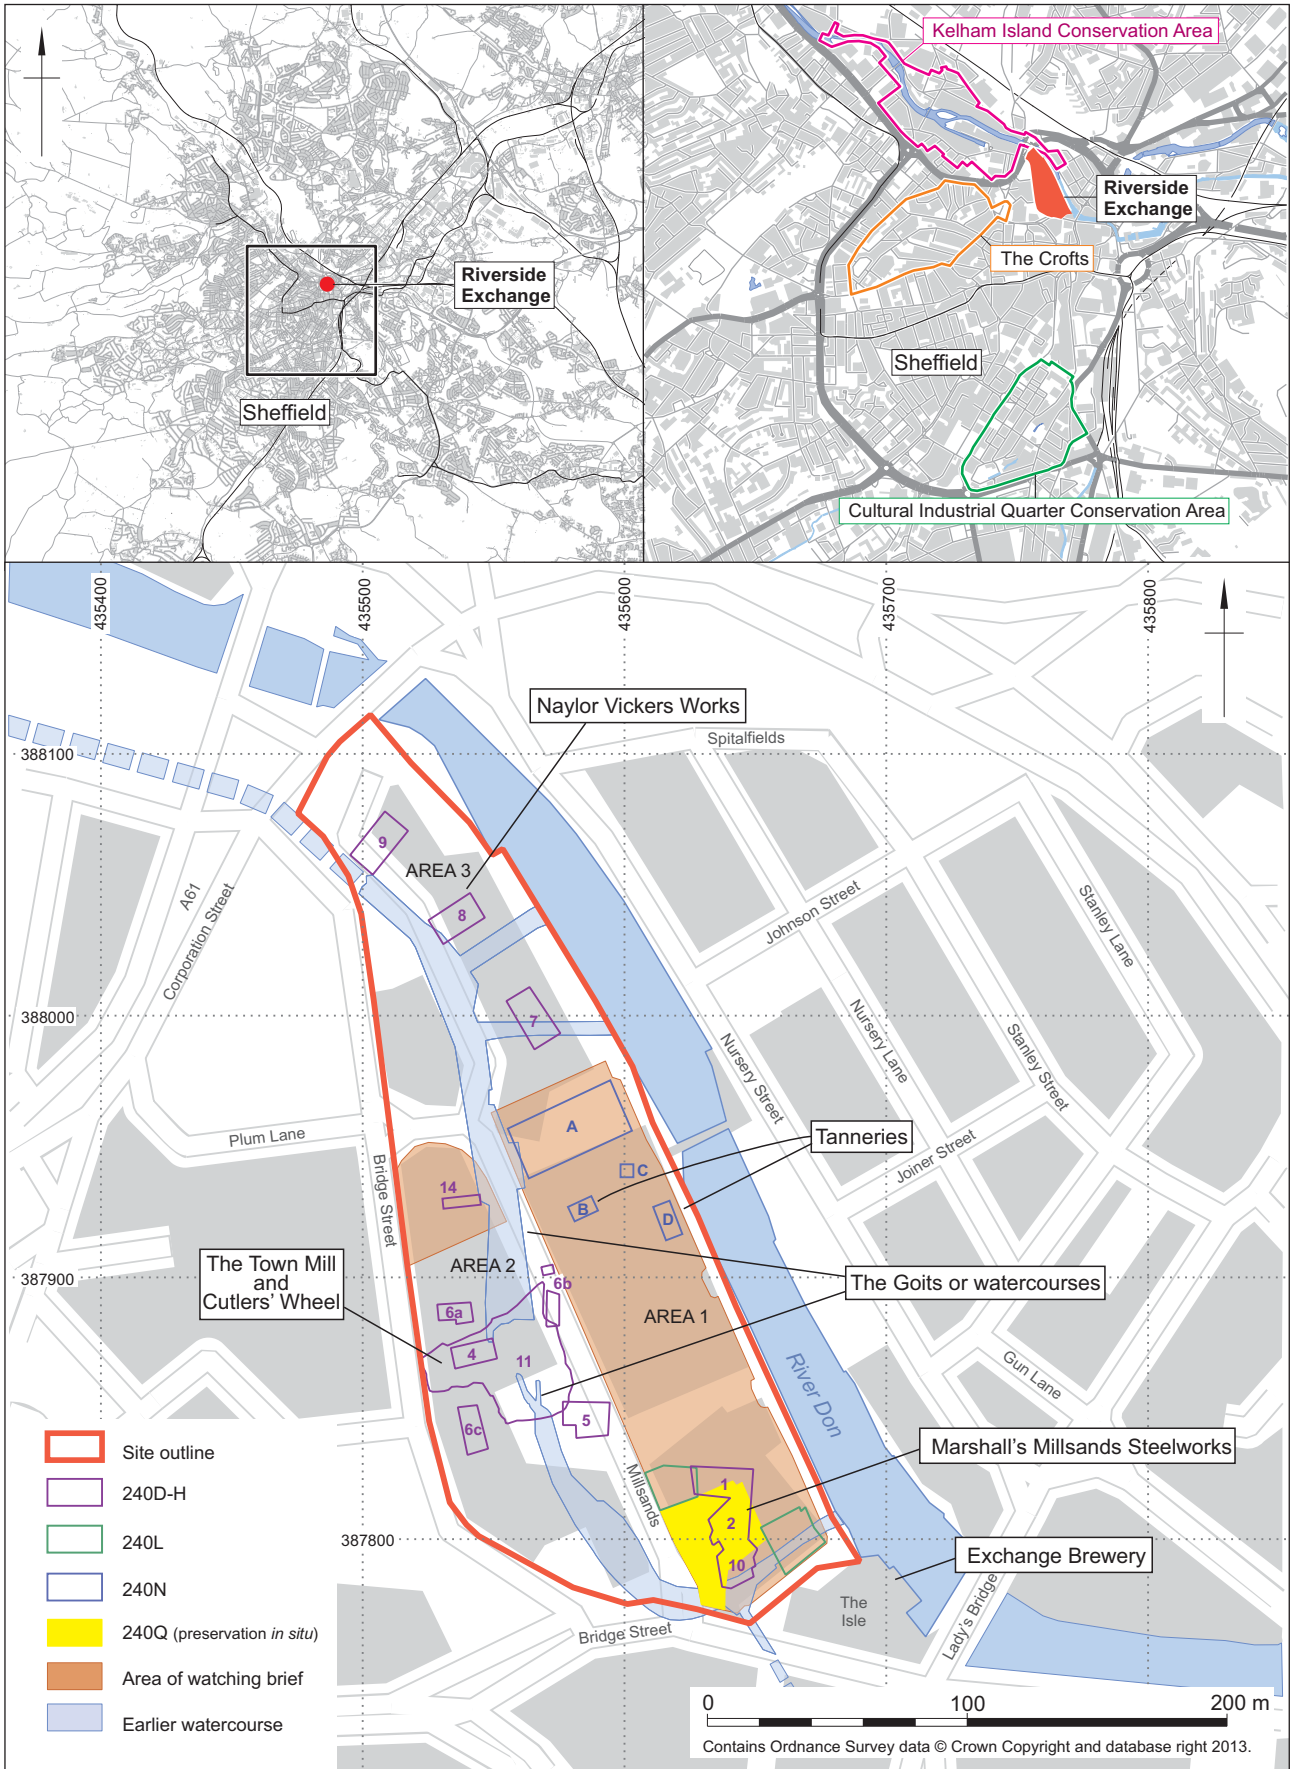 Riverside
Exchange
Sheffield
Kelham Island Conservation Area
Riverside
Exchange
The Crofts
Sheffield
Cultural Industrial Quarter Conservation Area
435400
435500
435600
435700
435800
388100
388000
387900
387800
Naylor Vickers Works
Spitalfields
A61
Corporation Street
9
AREA 3
8
7
Johnson Street
Stanley Lane
Nursery Street
Nursery Lane
Stanley Street
Joiner Street
Plum Lane
Bridge Street
A
Tanneries
C
B
D
14
The Town Mill
and
Cutlers' Wheel
AREA 2
The Goits or watercourses
6b
6a
AREA 1
4
11
5
6c
River Don
Gun Lane
Millsands
Marshall's Millsands Steelworks
1
2
10
Exchange Brewery
The
Isle
Lady's Bridge
Bridge Street
Site outline
240D-H
240L
240N
240Q (preservation in situ)
Area of watching brief
Earlier watercourse
0 100 200 m
Contains Ordnance Survey data © Crown Copyright and database right 2013.